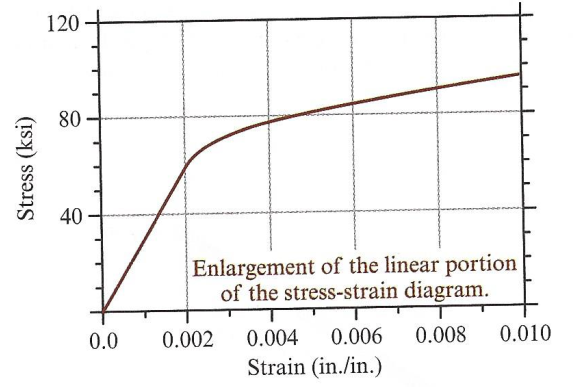 120
80
40
Stress (ksi)
Enlargement of the linear portion
of the stress-strain diagram.
0.0 0.002 0.004 0.006 0.008 0.010
Strain (in./in.)